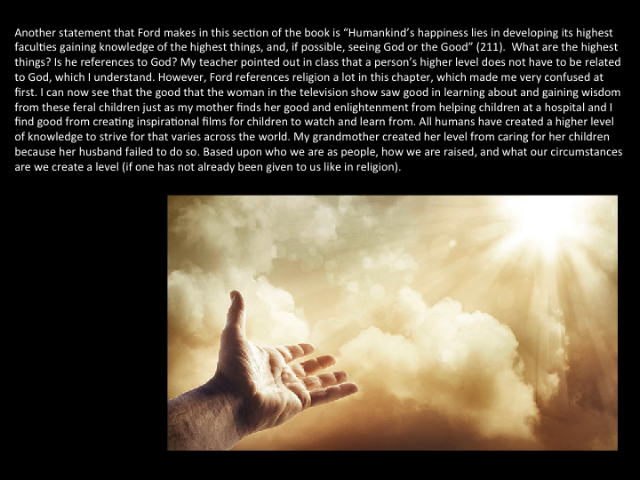 Another statement that Ford makes in this section of the book is “Humankind’s happiness lies in developing its highest
faculties gaining knowledge of the highest things, and, if possible, seeing God or the Good” (211).  What are the highest
things? Is he references to God? My teacher pointed out in class that a person’s higher level does not have to be related
to God, which I understand. However, Ford references religion a lot in this chapter, which made me very confused at
first. I can now see that the good that the woman in the television show saw good in learning about and gaining wisdom
from these feral children just as my mother finds her good and enlightenment from helping children at a hospital and I
find good from creating inspirational films for children to watch and learn from. All humans have created a higher level
of knowledge to strive for that varies across the world. My grandmother created her level from caring for her children
because her husband failed to do so. Based upon who we are as people, how we are raised, and what our circumstances
are we create a level (if one has not already been given to us like in religion).